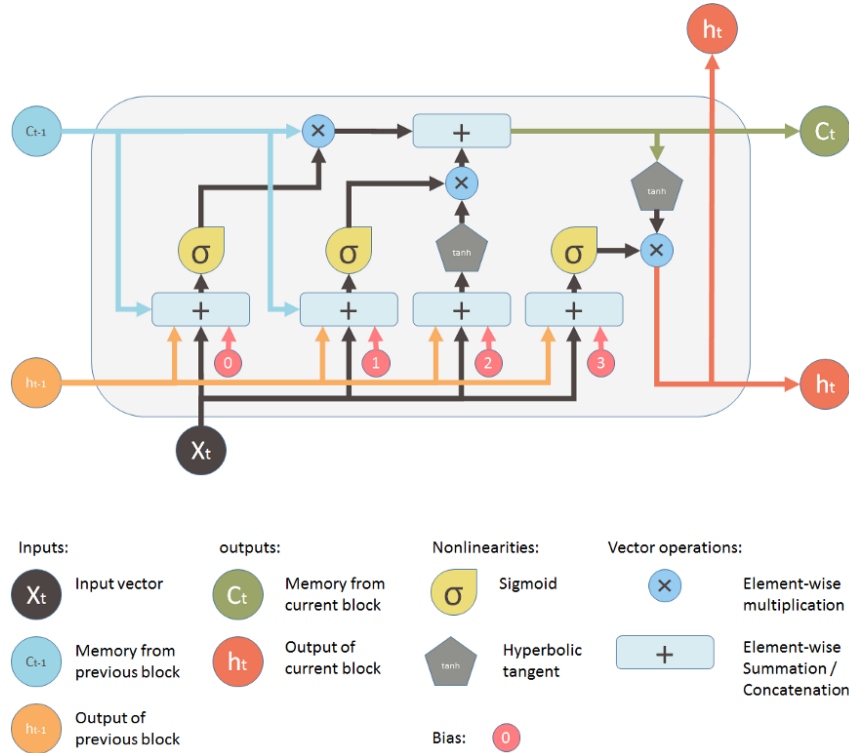 ht
Ct-1
×
+
Ct
tanh
×
σ
σ
tanh
σ
×
+
+
+
+
0
1
2
3
ht-1
ht
Xt
Inputs:
outputs:
Nonlinearities:
Vector operations:
Xt
Input vector
Ct
Memory from
current block
σ
Sigmoid
×
Element-wise
multiplication
Ct-1
Memory from
previous block
ht
Output of
current block
tanh
Hyperbolic
tangent
+
Element-wise
Summation /
Concatenation
ht-1
Output of
previous block
Bias:
0